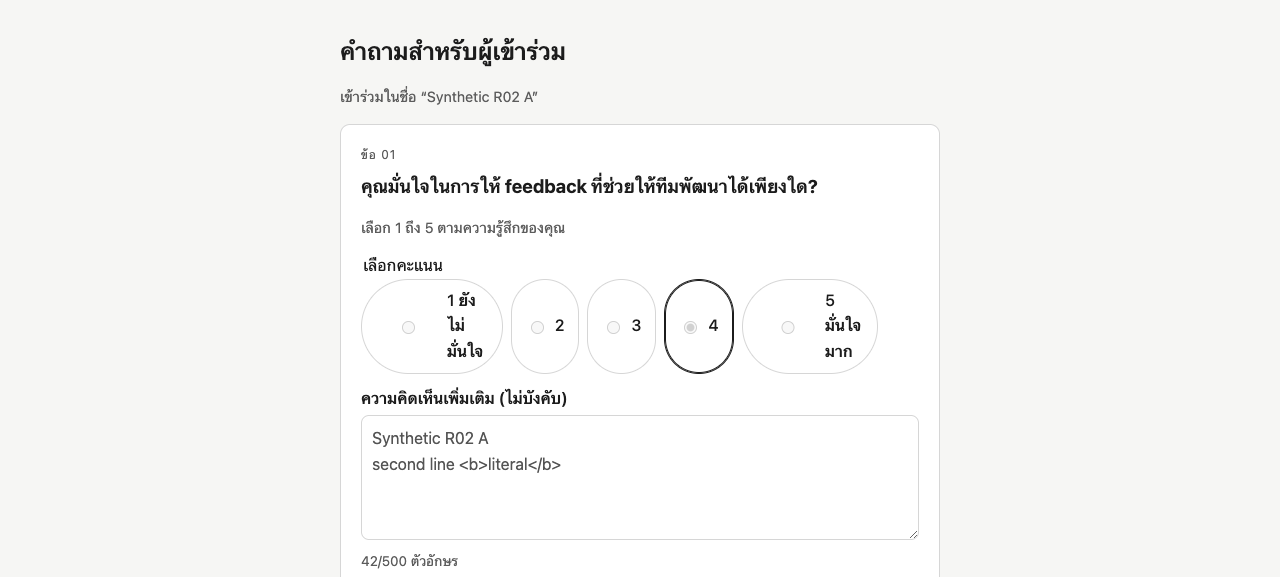 คำถามสำหรับผู้เข้าร่วม
เข้าร่วมในชื่อ “Synthetic R02 A”
ข้อ 01
คุณมั่นใจในการให้ feedback ที่ช่วยให้ทีมพัฒนาได้เพียงใด?
เลือก 1 ถึง 5 ตามความรู้สึกของคุณ
เลือกคะแนน
1 ยัง
ไม่
มั่นใจ
2
3
4
5
มั่นใจ
มาก
ความคิดเห็นเพิ่มเติม (ไม่บังคับ)
Synthetic R02 A
second line <b>literal</b>
42/500 ตัวอักษร